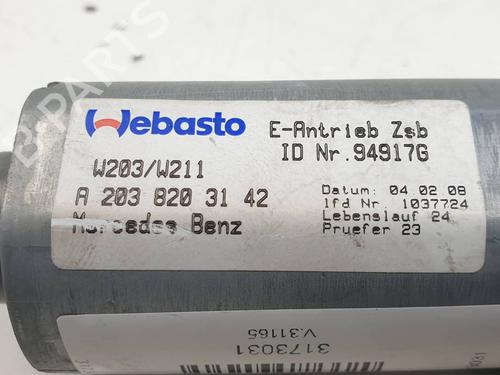 Webasto
E-Antrieb Zsb
ID Nr.94917G
W203/W211
A 203 820 31 42
Mercedes Benz
Datum: 04.02.08
lfd Nr. 1037724
Lebenslauf 24
Pruefer 23
3173031
V.31165
B-PARTS